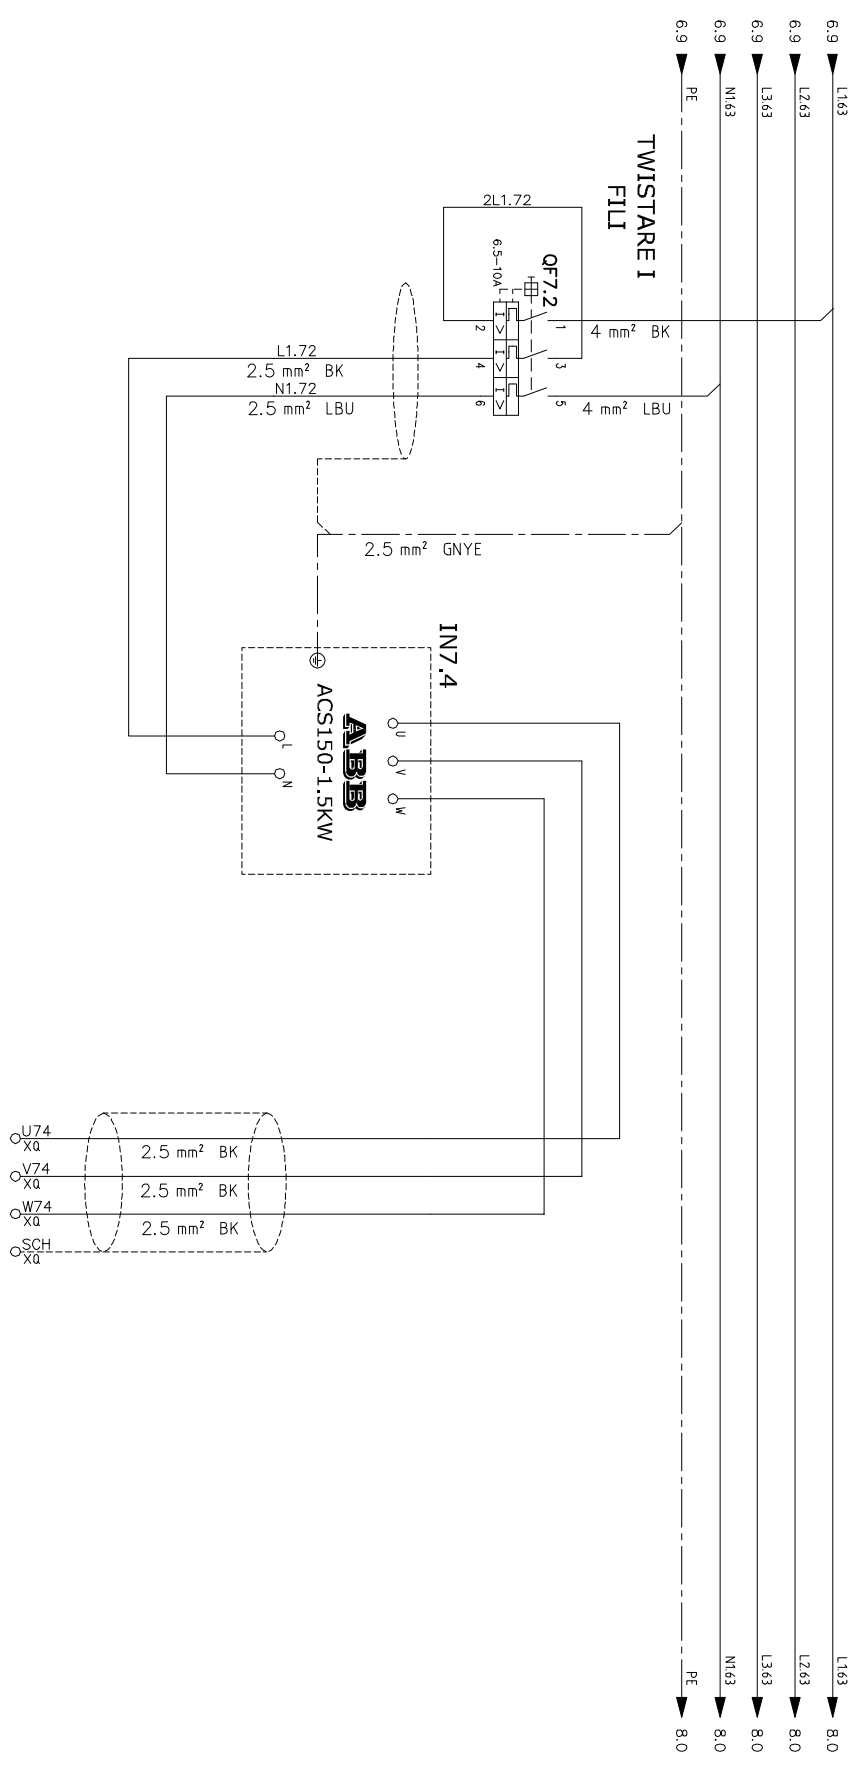 6.9
6.9
6.9
6.9
6.9
PE
N1.63
L3.63
L2.63
L1.63
TWISTARE I
FILI
2L1.72
6.5-10A
QF7.2
I >
I >
I >
2
1
4 mm² BK
4
3
L1.72
2.5 mm² BK
6
5
4 mm² LBU
N1.72
2.5 mm² LBU
2.5 mm² GNYE
IN7.4
ACS150-1.5KW
ABB
U
V
W
L
N
U74
XQ
2.5 mm² BK
V74
XQ
2.5 mm² BK
W74
XQ
2.5 mm² BK
SCH
XQ
PE
N1.63
L3.63
L2.63
L1.63
8.0
8.0
8.0
8.0
8.0